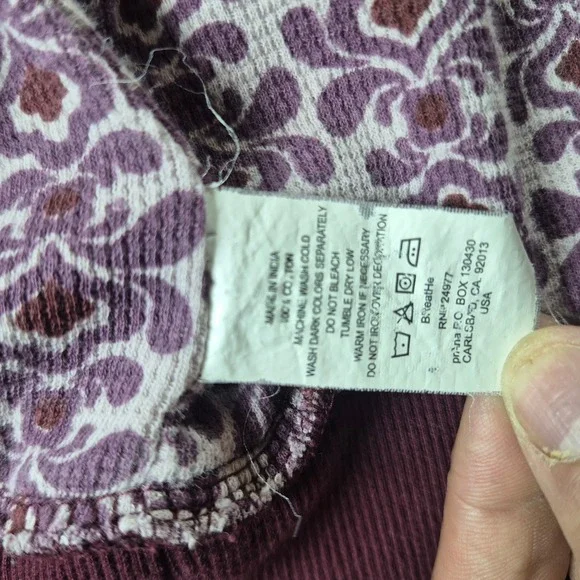 MADE IN INDIA
100% COTTON
MACHINE WASH COLD
WASH DARK COLORS SEPARATELY
DO NOT BLEACH
TUMBLE DRY LOW
WARM IRON IF NECESSARY
DO NOT IRON OVER DECORATION
BReatHe
RN# 24977
prAna P.O. BOX 130430
CARLSBAD, CA. 92013
USA